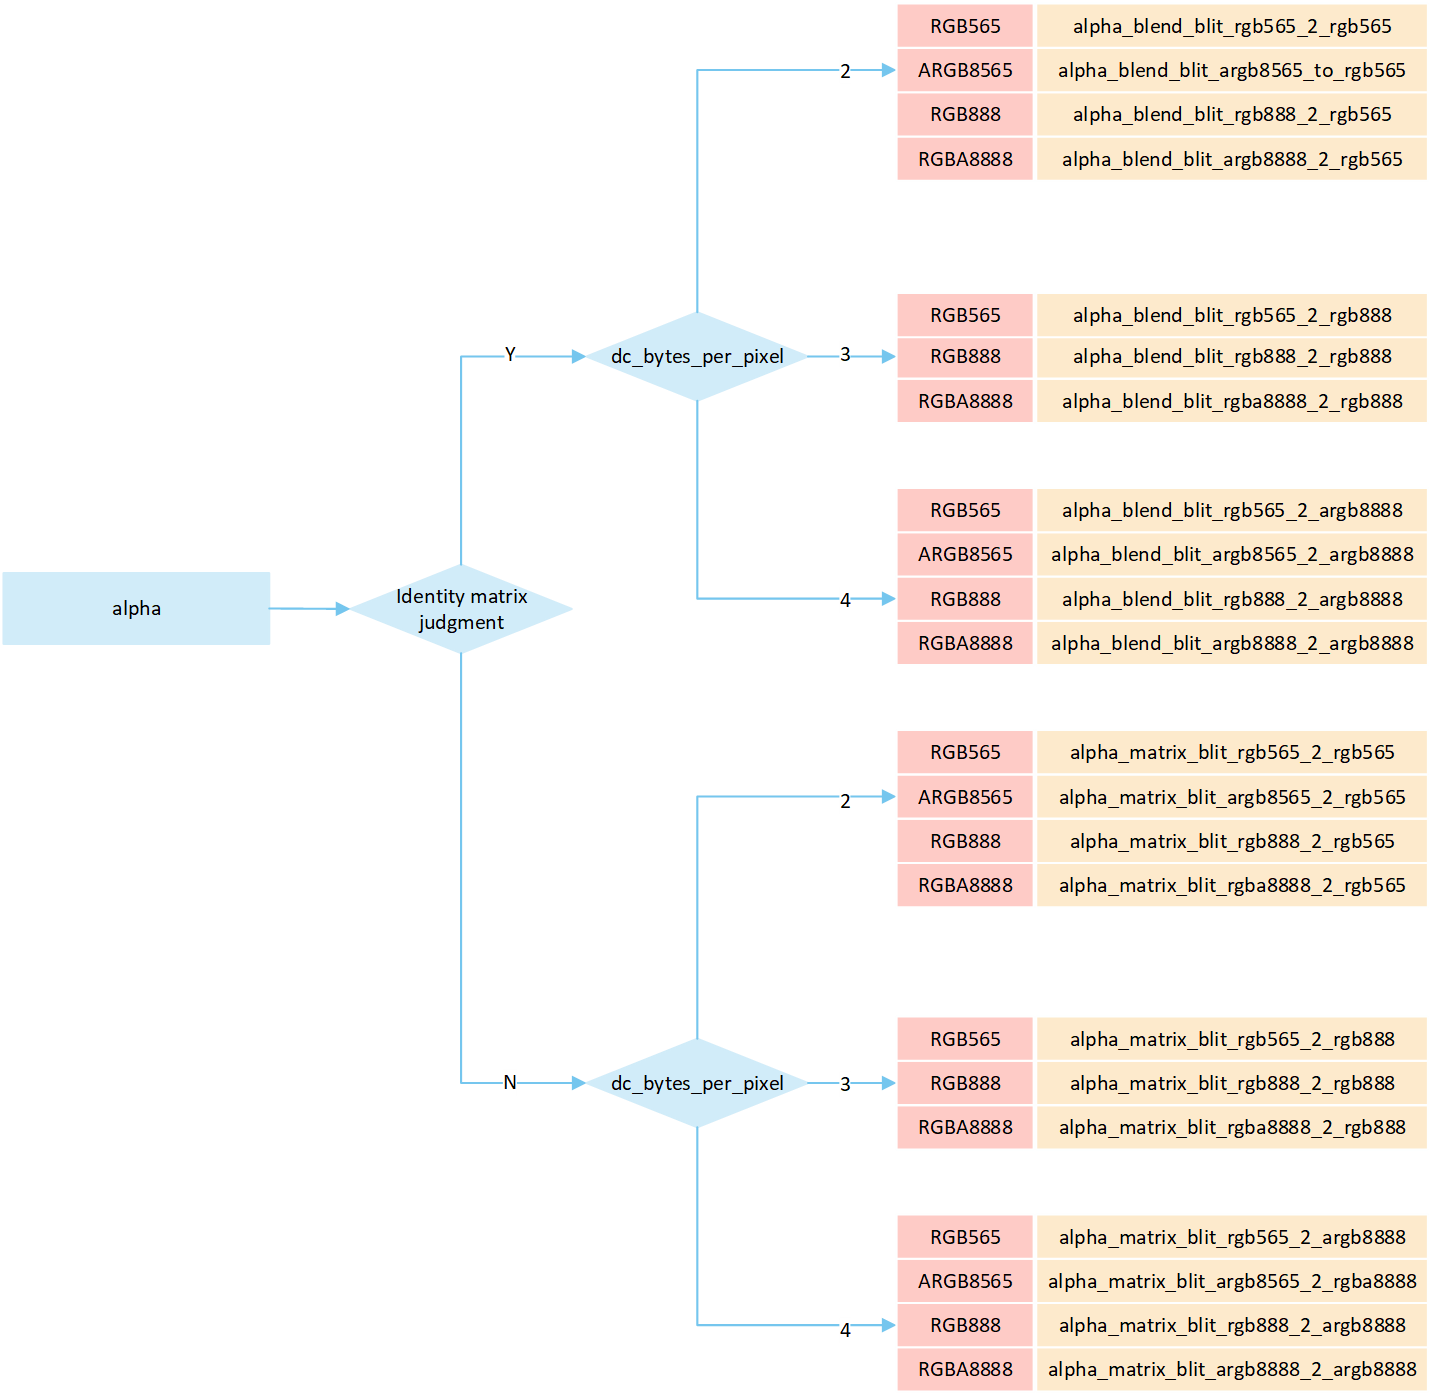 RGB565 alpha_blend_blit_rgb565_2_rgb565
2 ARGB8565 alpha_blend_blit_argb8565_to_rgb565
RGB888 alpha_blend_blit_rgb888_2_rgb565
RGBA8888 alpha_blend_blit_argb8888_2_rgb565
RGB565 alpha_blend_blit_rgb565_2_rgb888
Y dc_bytes_per_pixel 3 RGB888 alpha_blend_blit_rgb888_2_rgb888
RGBA8888 alpha_blend_blit_rgba8888_2_rgb888
RGB565 alpha_blend_blit_rgb565_2_argb8888
ARGB8565 alpha_blend_blit_argb8565_2_argb8888
4 RGB888 alpha_blend_blit_rgb888_2_argb8888
RGBA8888 alpha_blend_blit_argb8888_2_argb8888
alpha
Identity matrix
judgment
RGB565 alpha_matrix_blit_rgb565_2_rgb565
2 ARGB8565 alpha_matrix_blit_argb8565_2_rgb565
RGB888 alpha_matrix_blit_rgb888_2_rgb565
RGBA8888 alpha_matrix_blit_rgba8888_2_rgb565
RGB565 alpha_matrix_blit_rgb565_2_rgb888
N dc_bytes_per_pixel 3 RGB888 alpha_matrix_blit_rgb888_2_rgb888
RGBA8888 alpha_matrix_blit_rgba8888_2_rgb888
RGB565 alpha_matrix_blit_rgb565_2_argb8888
ARGB8565 alpha_matrix_blit_argb8565_2_rgba8888
4 RGB888 alpha_matrix_blit_rgb888_2_argb8888
RGBA8888 alpha_matrix_blit_argb8888_2_argb8888